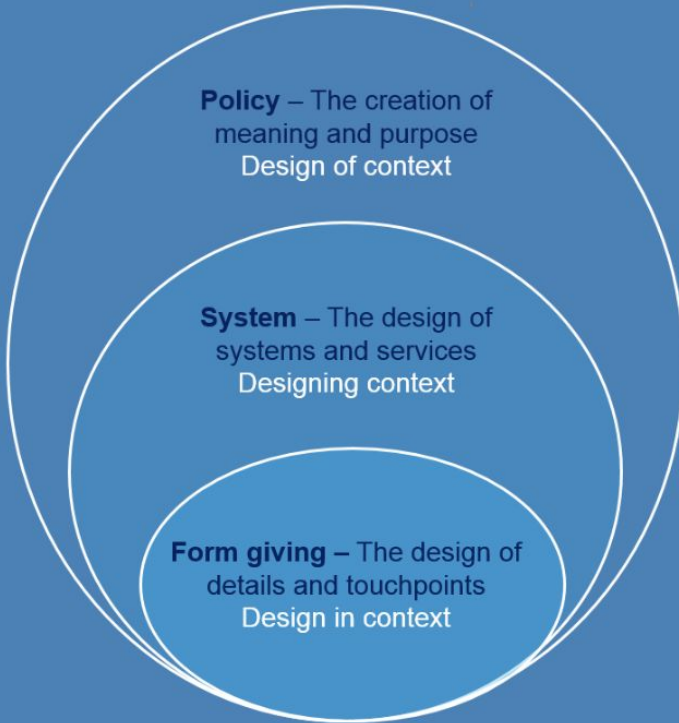 Policy – The creation of
meaning and purpose
Design of context
System – The design of
systems and services
Designing context
Form giving – The design of
details and touchpoints
Design in context